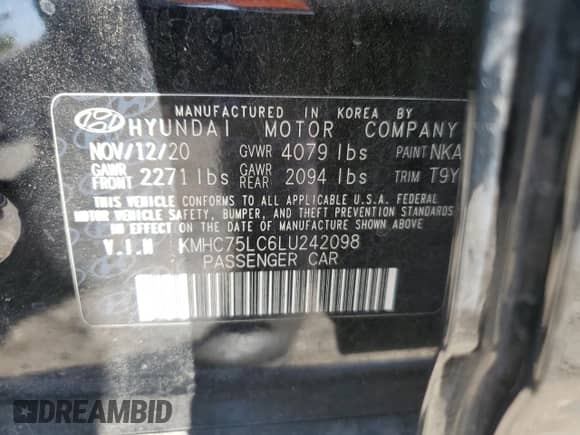 MANUFACTURED IN KOREA BY
HYUNDAI MOTOR COMPANY
NOV/12/20 GVWR 4079 lbs PAINT NKA
GAWR FRONT 2271 lbs GAWR REAR 2094 lbs TRIM T9Y
THIS VEHICLE CONFORMS TO ALL APPLICABLE U.S.A. FEDERAL
MOTOR VEHICLE SAFETY, BUMPER, AND THEFT PREVENTION STANDARDS
IN EFFECT ON THE DATE OF MANUFACTURE SHOWN ABOVE.
V.I.N KMHC75LC6LU242098
PASSENGER CAR
DREAMBID